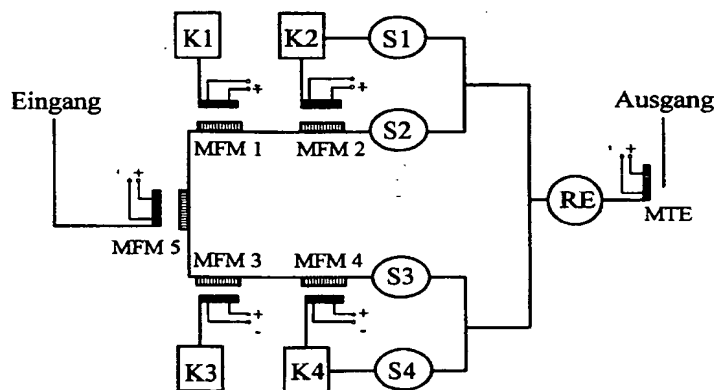 K1 K2 S1
Eingang Ausgang
+ +
S2
MFM 1 MFM 2
+ +
RE
MTE
MFM 5
MFM 3 MFM 4
S3
+ +
- -
K3 K4 S4